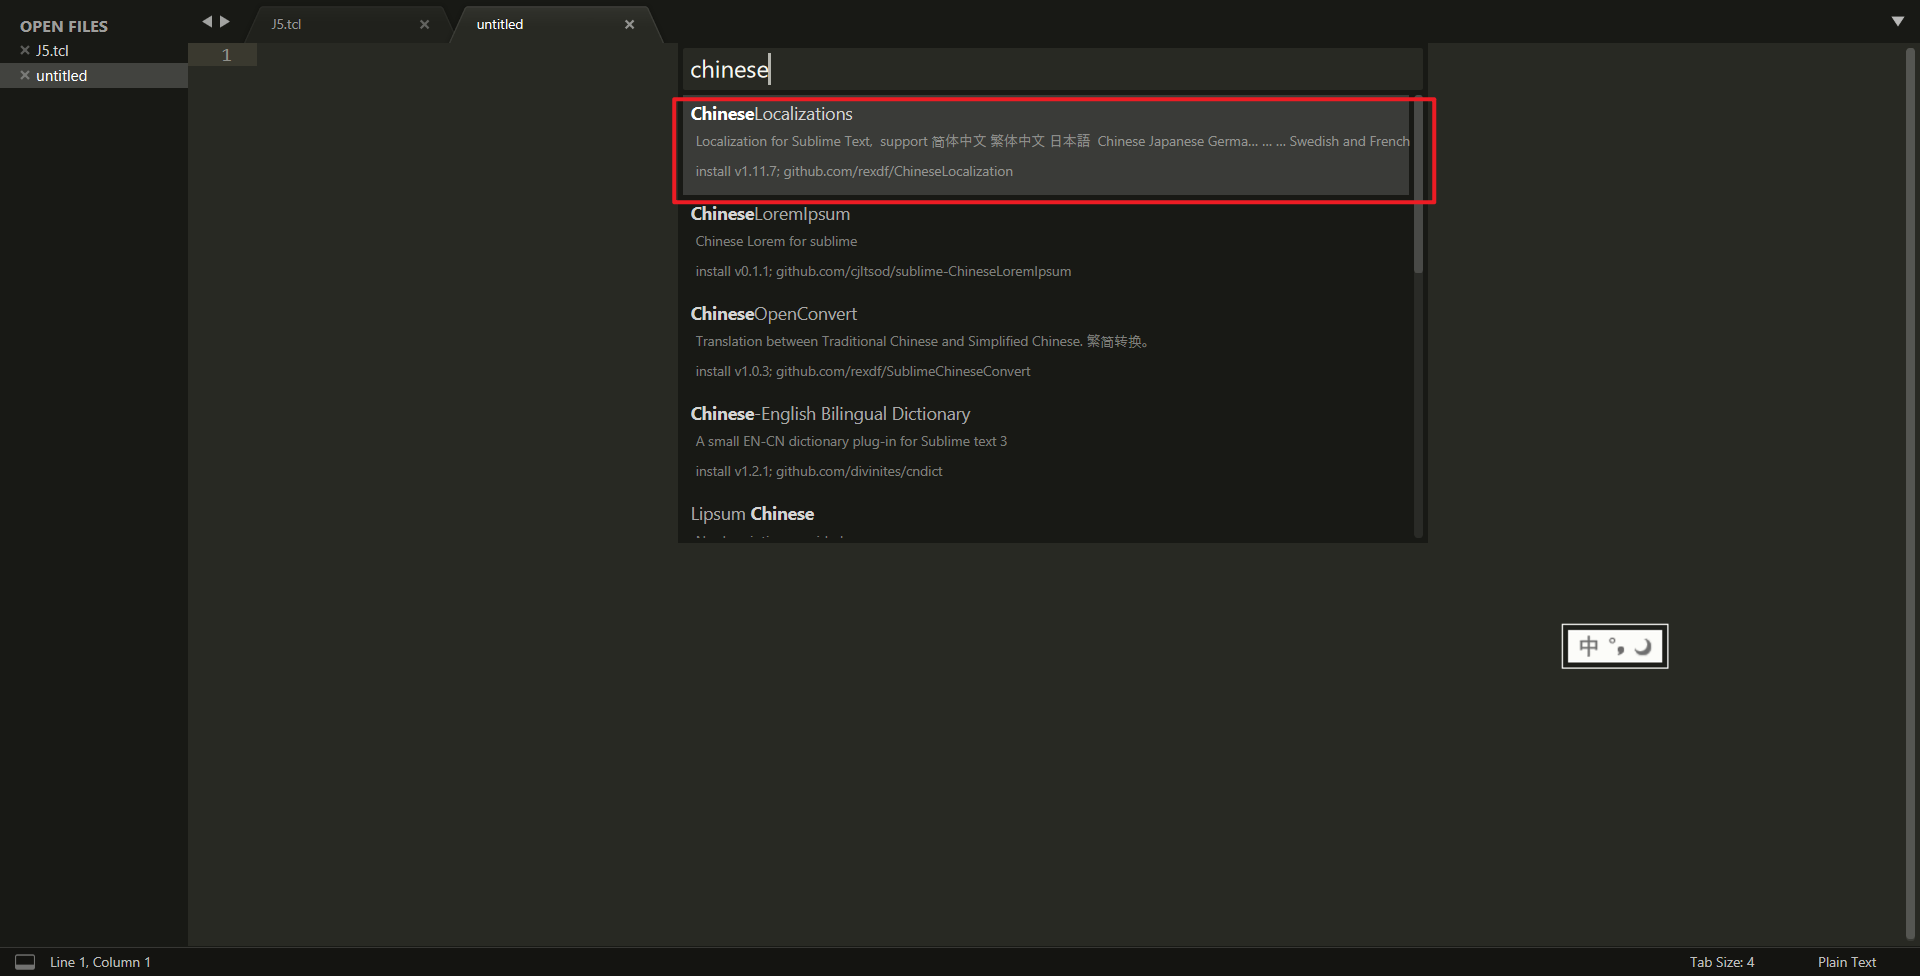 OPEN FILES
J5.tcl
untitled
J5.tcl
untitled
1
chinese
ChineseLocalizations
Localization for Sublime Text, support 简体中文 繁体中文 日本語 Chinese Japanese Germa... ... ... Swedish and French
install v1.11.7; github.com/rexdf/ChineseLocalization
ChineseLoremIpsum
Chinese Lorem for sublime
install v0.1.1; github.com/cjltsod/sublime-ChineseLoremIpsum
ChineseOpenConvert
Translation between Traditional Chinese and Simplified Chinese. 繁简转换。
install v1.0.3; github.com/rexdf/SublimeChineseConvert
Chinese-English Bilingual Dictionary
A small EN-CN dictionary plug-in for Sublime text 3
install v1.2.1; github.com/divinites/cndict
Lipsum Chinese
中 °,
Line 1, Column 1
Tab Size: 4
Plain Text